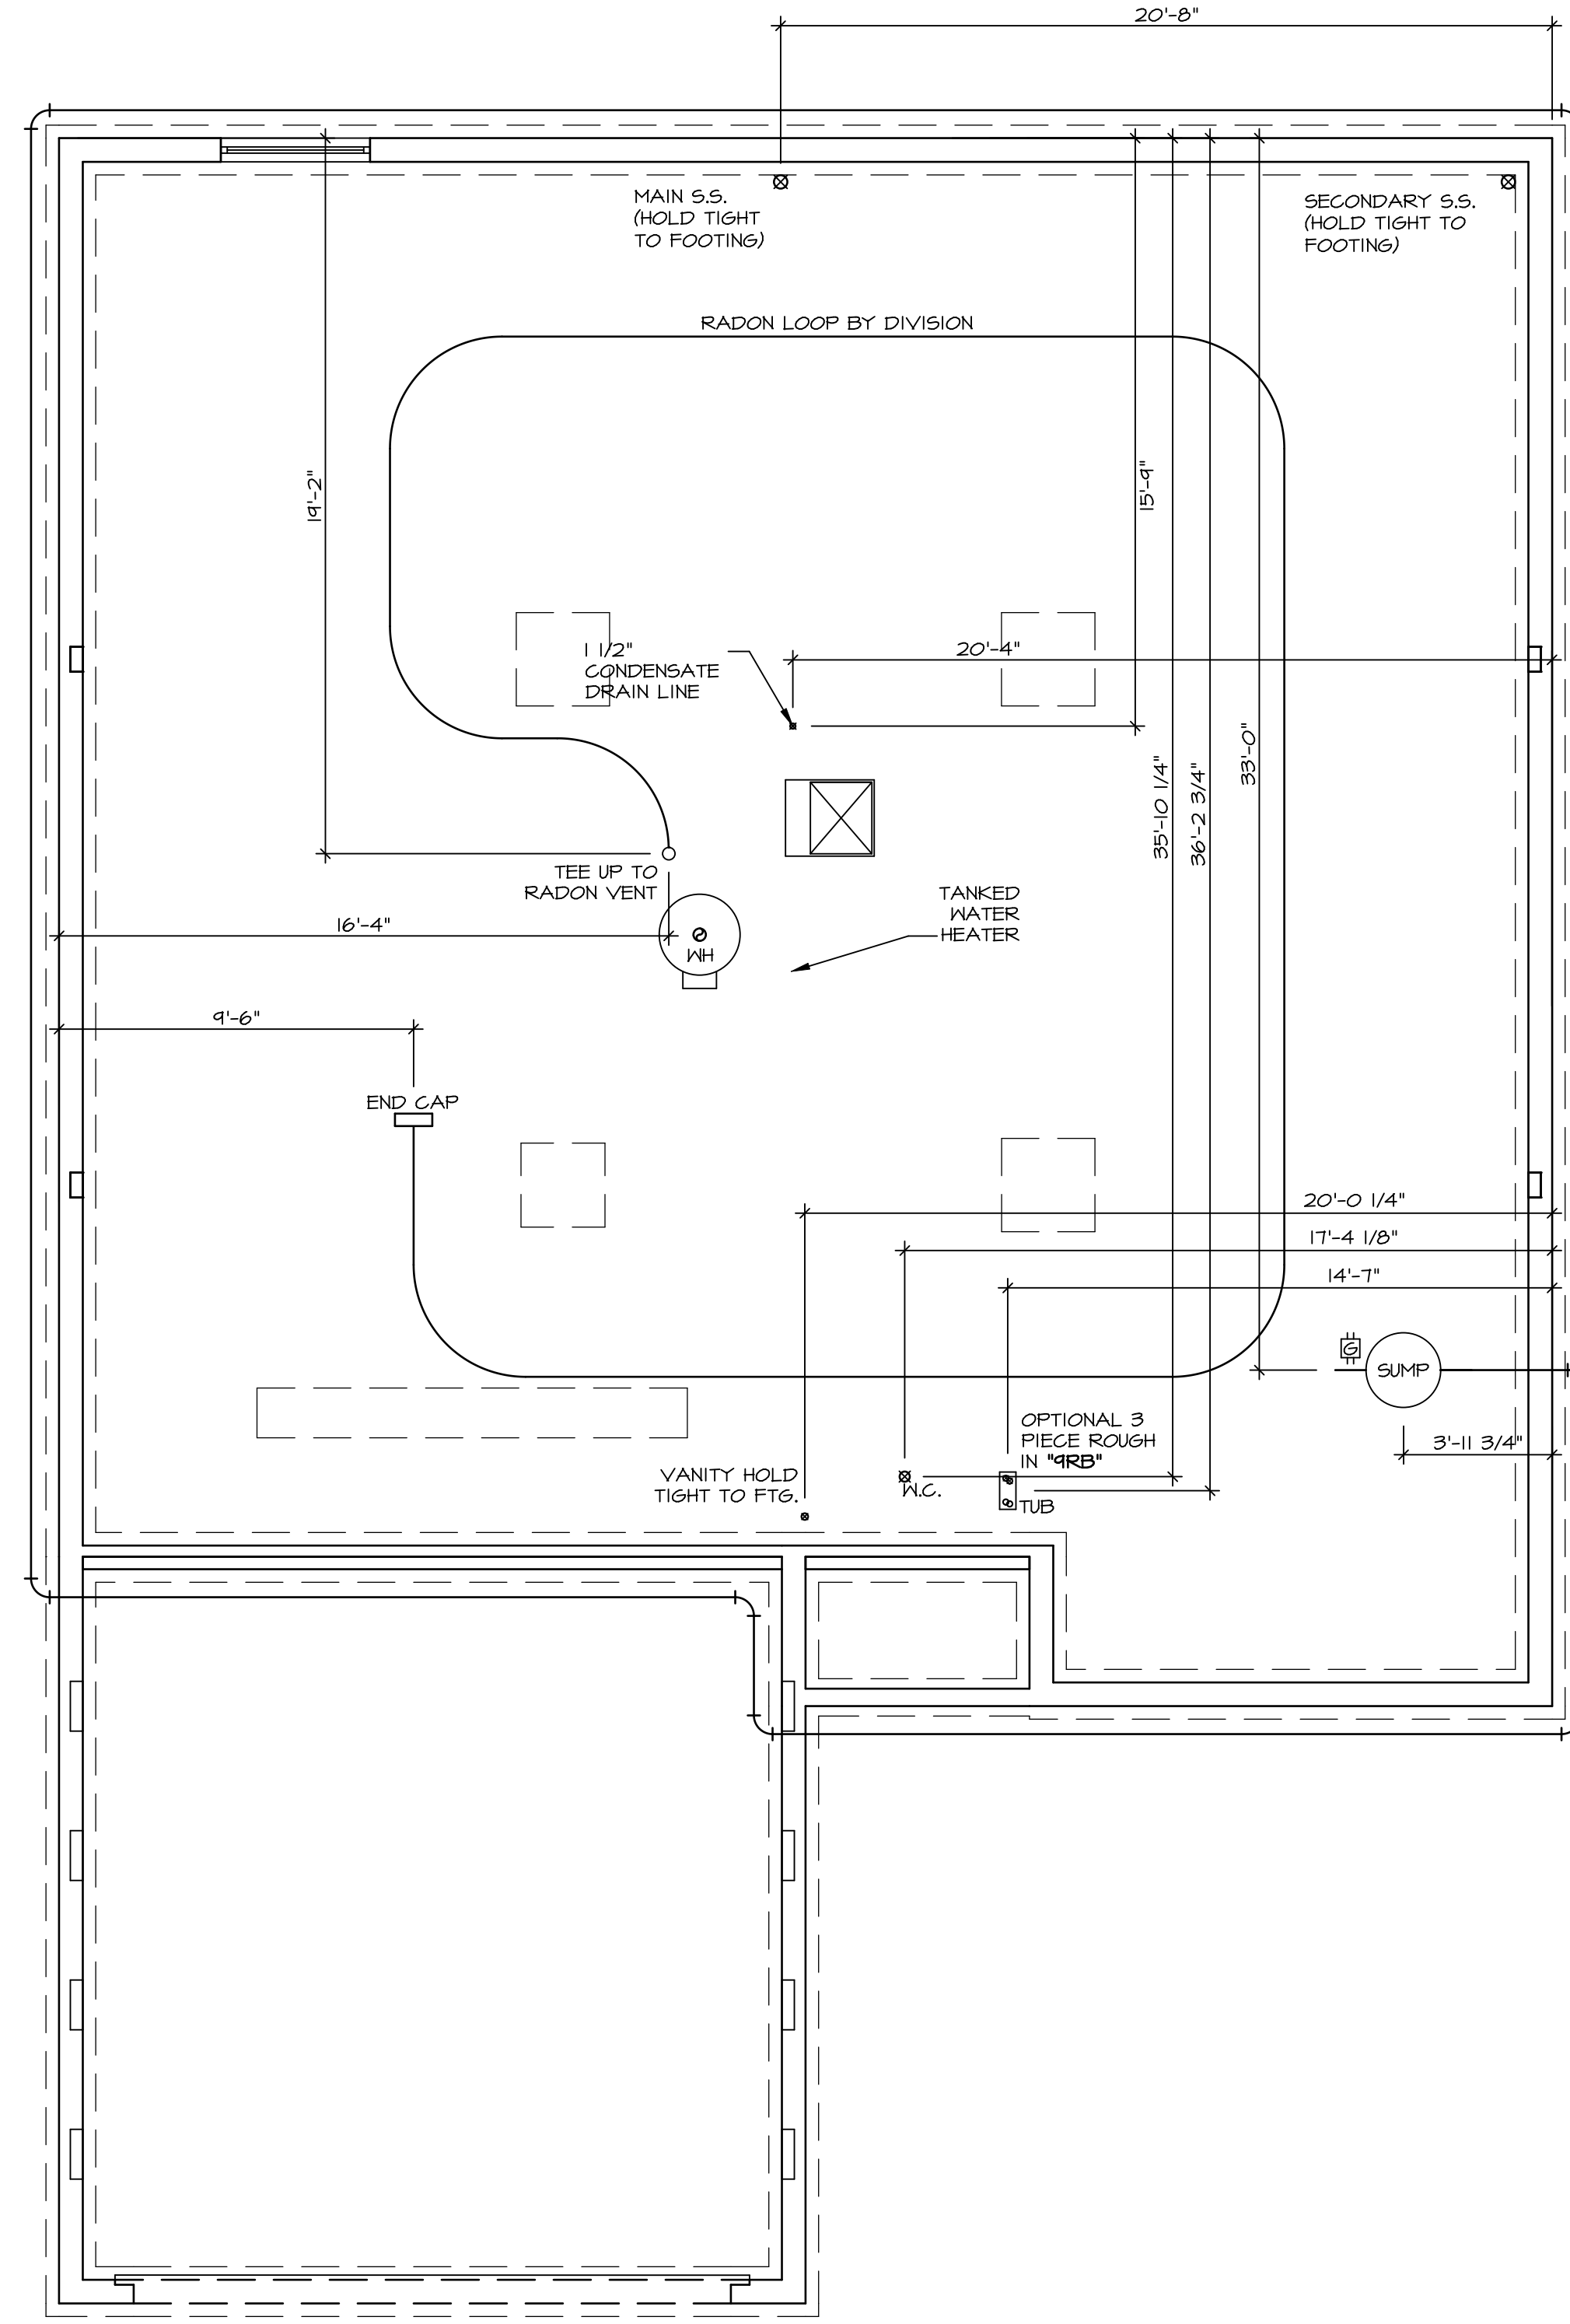 20'-8"
MAIN S.S.
(HOLD TIGHT
TO FOOTING)
SECONDARY S.S.
(HOLD TIGHT TO
FOOTING)
RADON LOOP BY DIVISION
19'-2"
15'-9"
1 1/2"
CONDENSATE
DRAIN LINE
20'-4"
35'-10 1/4"
36'-2 3/4"
33'-0"
TEE UP TO
RADON VENT
TANKED
WATER
HEATER
16'-4"
WH
9'-6"
END CAP
20'-0 1/4"
17'-4 1/8"
14'-7"
G
SUMP
OPTIONAL 3
PIECE ROUGH
IN "9RB"
3'-11 3/4"
VANITY HOLD
TIGHT TO FTG.
W.C.
TUB